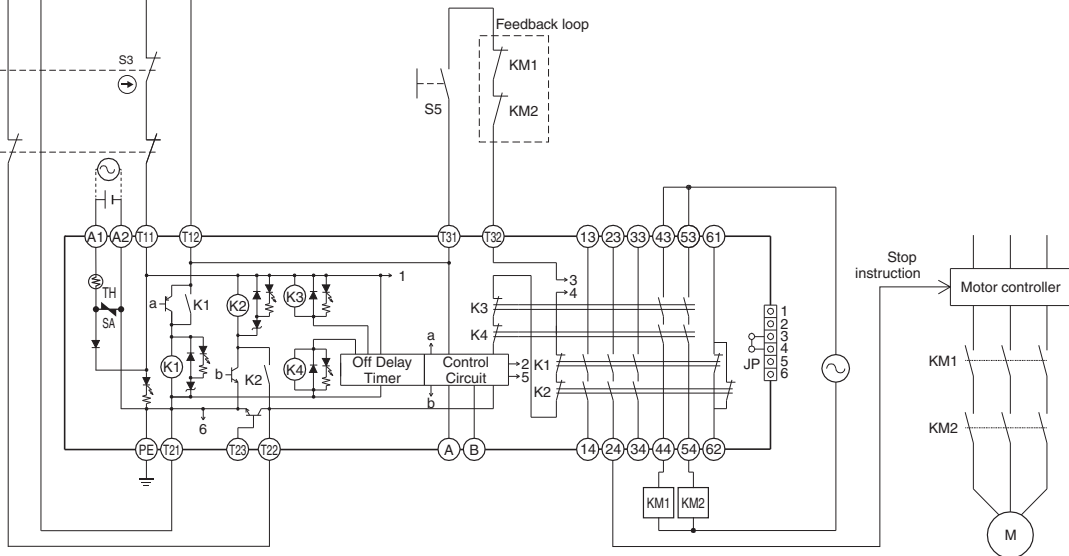 Feedback loop
S3
KM1
S5
KM2
A1 A2 T11 T12 T31 T32 13 23 33 43 53 61
Stop
instruction
Motor controller
1
3
4
TH
a
K1
K2
K3
SA
K3
K4
1
2
3
4
5
6
JP
K1
b
K2
K4
a
Off Delay
Timer
Control
Circuit
2
5
b
K1
K2
6
KM1
KM2
PE T21 T23 T22 A B 14 24 34 44 54 62
KM1 KM2
M